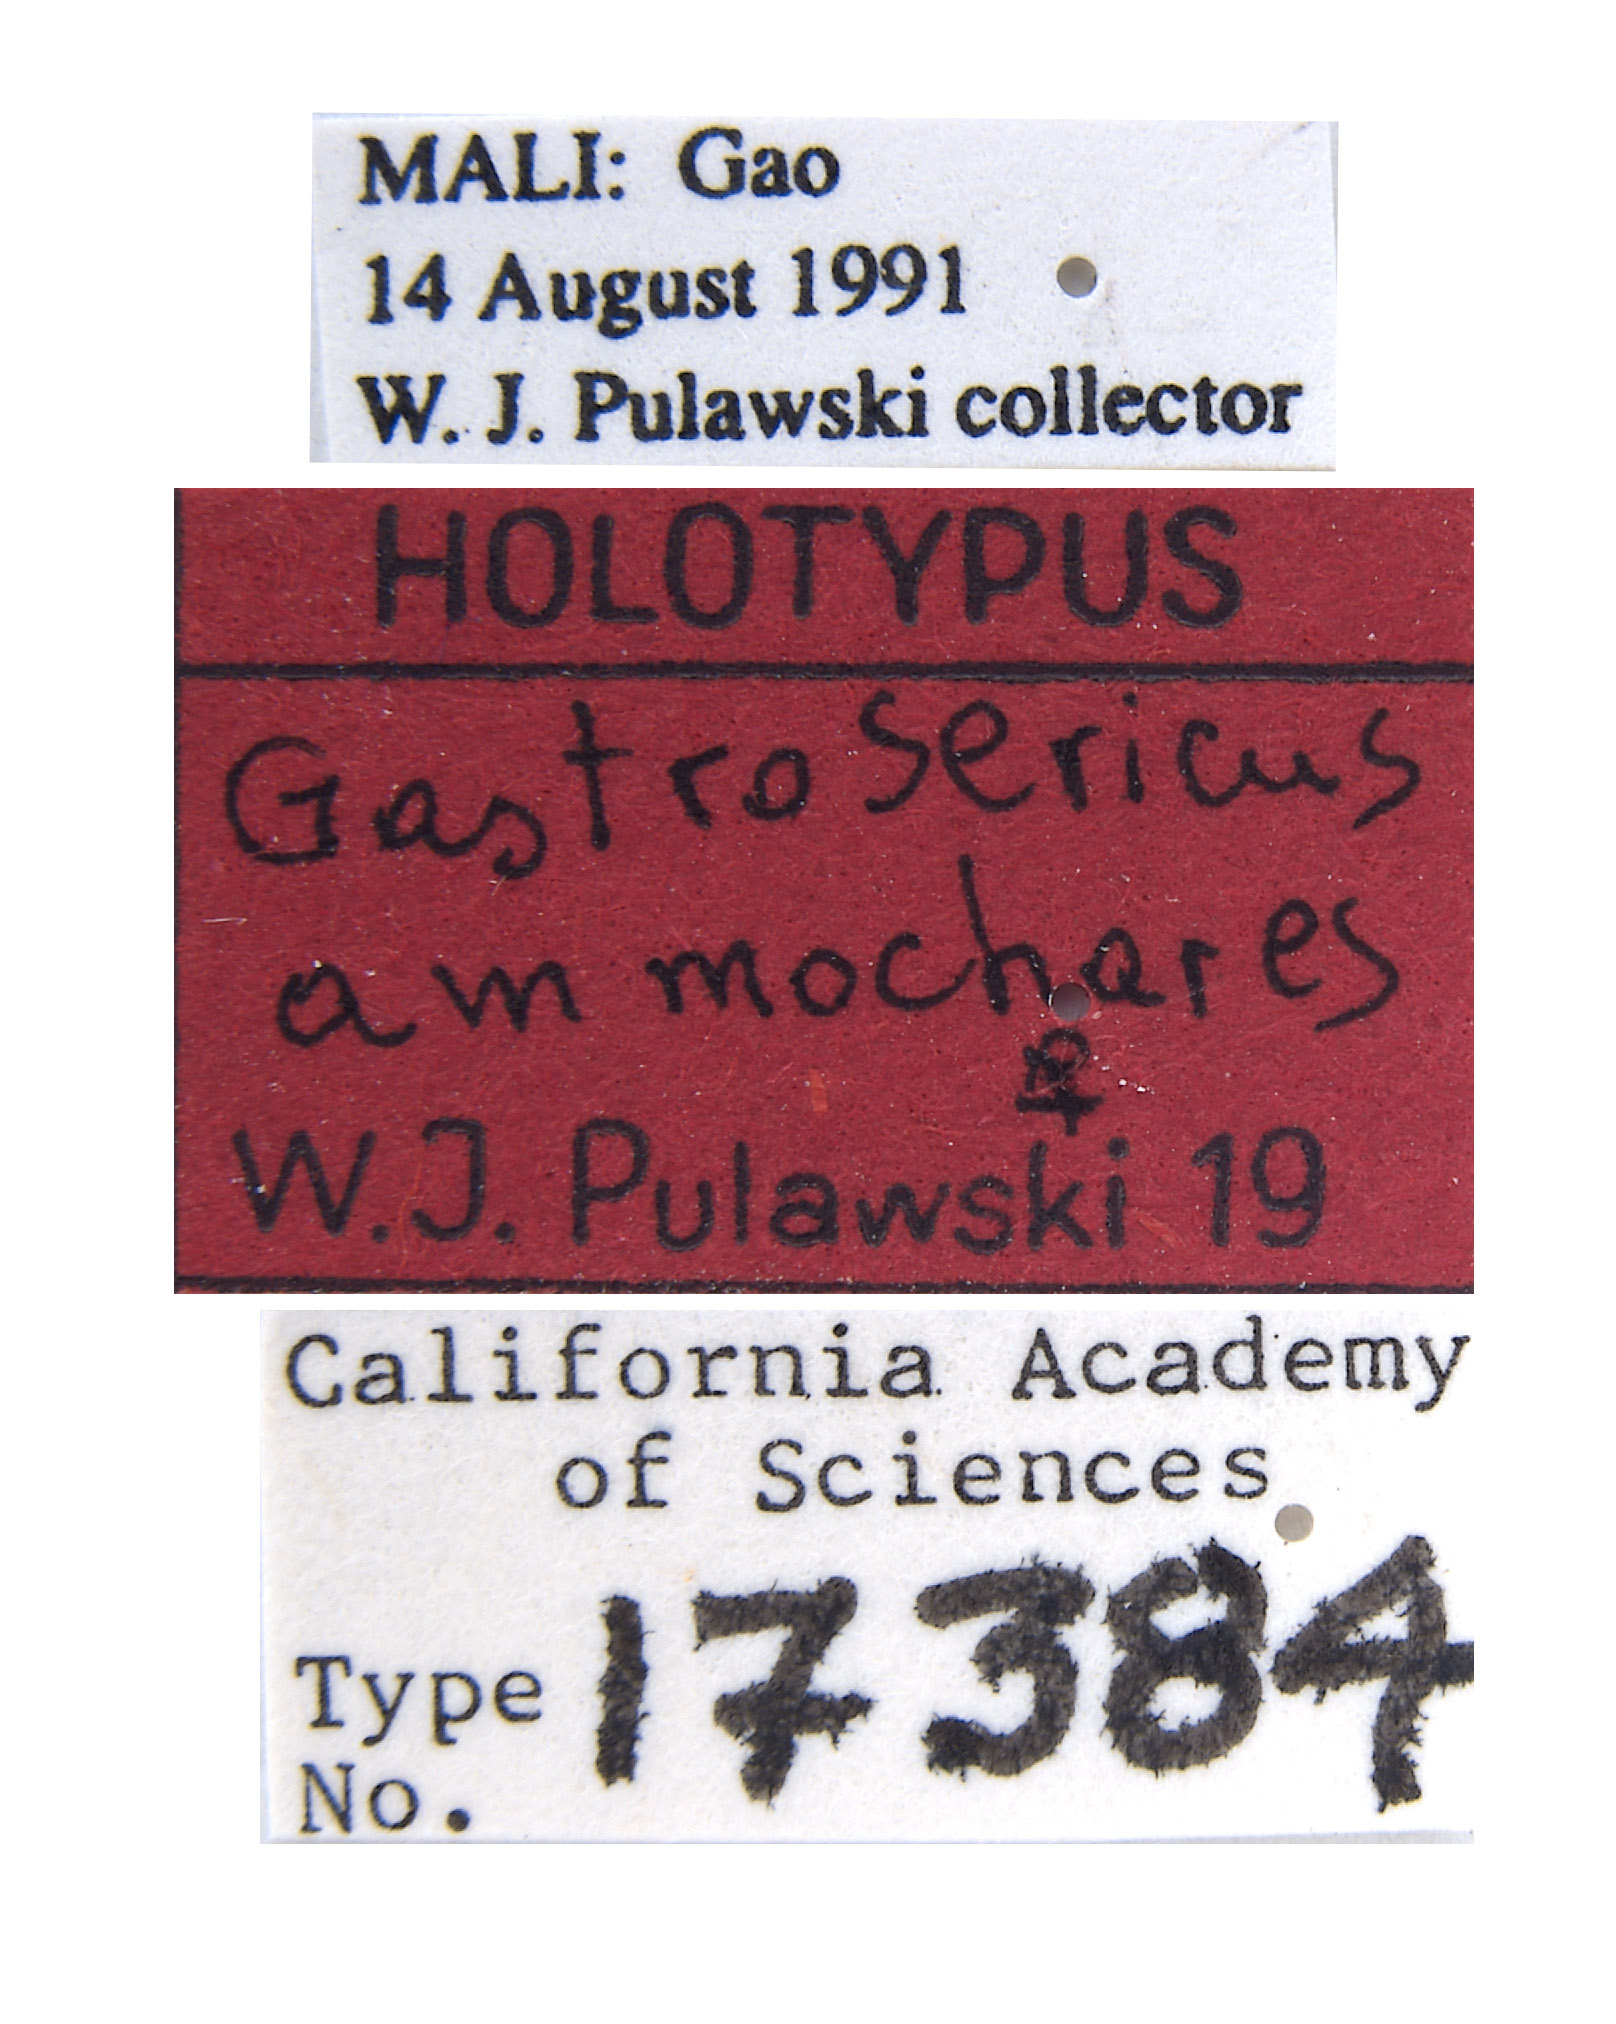 MALI: Gao
14 August 1991
W. J. Pulawski collector
HOLOTYPUS
Gastrosericus
ammochares
♀
W.J. Pulawski 19
California Academy
of Sciences
Type No. 17384